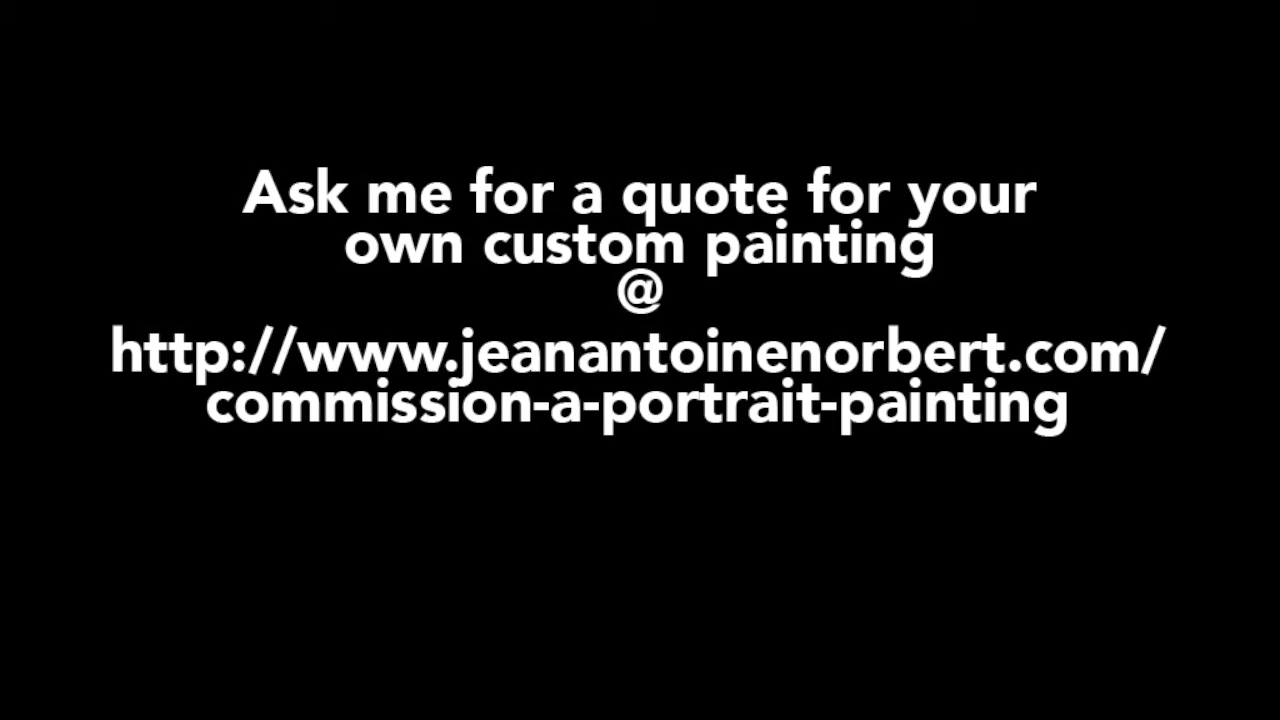 Ask me for a quote for your
own custom painting
@
http://www.jeanantoinenorbert.com/
commission-a-portrait-painting